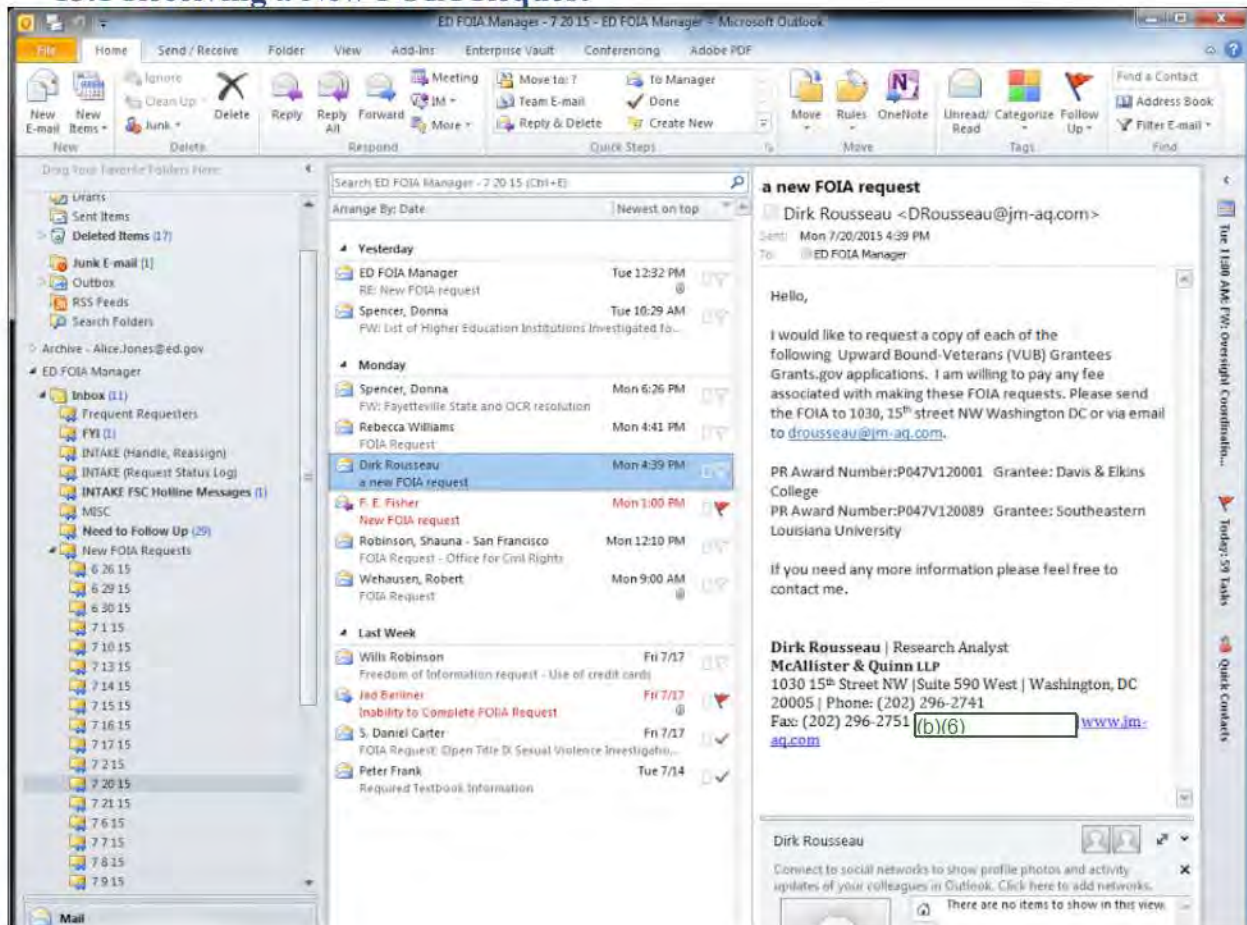 Receiving a New FOIA Request
ED FOIA Manager - 7 20 15 - ED FOIA Manager - Microsoft Outlook
File Home Send / Receive Folder View Add-Ins Enterprise Vault Conferencing Adobe PDF
New E-mail
New Items
Ignore
Clean Up
Junk
Delete
Reply
Reply All
Forward
Meeting
IM
More
Move to: ?
Team E-mail
Reply & Delete
To Manager
Done
Create New
Move
Rules
OneNote
Unread/ Read
Categorize
Follow Up
Find a Contact
Address Book
Filter E-mail
New Delete Respond Quick Steps Move Tags Find
Drag Your Favorite Folders Here
Drafts
Sent Items
Deleted Items (17)
Junk E-mail [1]
Outbox
RSS Feeds
Search Folders
Archive - Alice.Jones@ed.gov
ED FOIA Manager
Inbox (11)
Frequent Requesters
FYI (1)
INTAKE (Handle, Reassign)
INTAKE (Request Status Log)
INTAKE FSC Hotline Messages (1)
MISC
Need to Follow Up (29)
New FOIA Requests
6 26 15
6 29 15
6 30 15
7 1 15
7 10 15
7 13 15
7 14 15
7 15 15
7 16 15
7 17 15
7 2 15
7 20 15
7 21 15
7 6 15
7 7 15
7 8 15
7 9 15
Mail
Search ED FOIA Manager - 7 20 15 (Ctrl+E)
Arrange By: Date Newest on top
Yesterday
ED FOIA Manager Tue 12:32 PM
RE: New FOIA request
Spencer, Donna Tue 10:29 AM
FW: List of Higher Education Institutions Investigated fo...
Monday
Spencer, Donna Mon 6:26 PM
FW: Fayetteville State and OCR resolution
Rebecca Williams Mon 4:41 PM
FOIA Request
Dirk Rousseau Mon 4:39 PM
a new FOIA request
F. E. Fisher Mon 1:00 PM
New FOIA request
Robinson, Shauna - San Francisco Mon 12:10 PM
FOIA Request - Office for Civil Rights
Wehausen, Robert Mon 9:00 AM
FOIA Request
Last Week
Wills Robinson Fri 7/17
Freedom of Information request - Use of credit cards
Jed Berliner Fri 7/17
Inability to Complete FOIA Request
S. Daniel Carter Fri 7/17
FOIA Request: Open Title IX Sexual Violence Investigatio...
Peter Frank Tue 7/14
Required Textbook Information
a new FOIA request
Dirk Rousseau <DRousseau@jm-aq.com>
Sent: Mon 7/20/2015 4:39 PM
To: ED FOIA Manager
Hello,
I would like to request a copy of each of the
following Upward Bound-Veterans (VUB) Grantees
Grants.gov applications. I am willing to pay any fee
associated with making these FOIA requests. Please send
the FOIA to 1030, 15th street NW Washington DC or via email
to drousseau@jm-aq.com.
PR Award Number:P047V120001 Grantee: Davis & Elkins
College
PR Award Number:P047V120089 Grantee: Southeastern
Louisiana University
If you need any more information please feel free to
contact me.
Dirk Rousseau | Research Analyst
McAllister & Quinn LLP
1030 15th Street NW |Suite 590 West | Washington, DC
20005 | Phone: (202) 296-2741
Fax: (202) 296-2751 (b)(6) www.jm-
aq.com
Dirk Rousseau
Connect to social networks to show profile photos and activity
updates of your colleagues in Outlook. Click here to add networks.
There are no items to show in this view.
Tue 11:00 AM: FW: Oversight Coordinatin...
Today: 59 Tasks
Quick Contacts